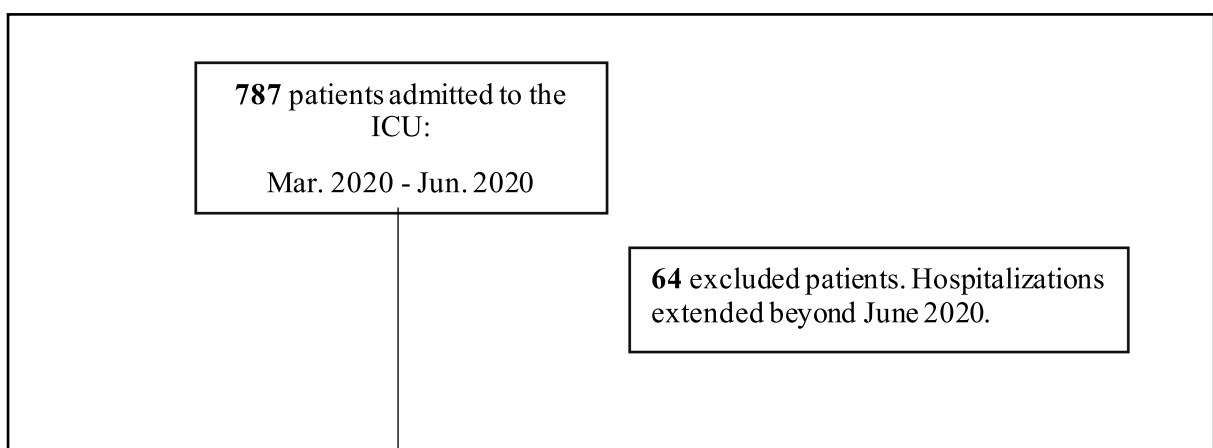 787 patients admitted to the
ICU:
Mar. 2020 - Jun. 2020
64 excluded patients. Hospitalizations
extended beyond June 2020.